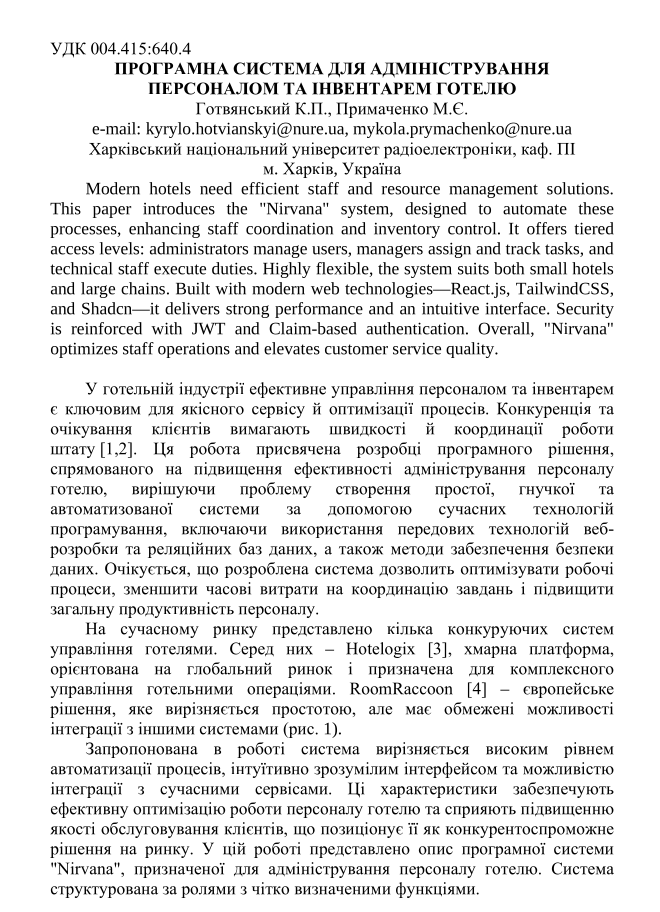 УДК 004.415:640.4
ПРОГРАМНА СИСТЕМА ДЛЯ АДМІНІСТРУВАННЯ
ПЕРСОНАЛОМ ТА ІНВЕНТАРЕМ ГОТЕЛЮ
Готвянський К.П., Примаченко М.Є.
e-mail: kyrylo.hotvianskyi@nure.ua, mykola.prymachenko@nure.ua
Харківський національний університет радіоелектроніки, каф. ПІ
м. Харків, Україна
Modern hotels need efficient staff and resource management solutions.
This paper introduces the "Nirvana" system, designed to automate these
processes, enhancing staff coordination and inventory control. It offers tiered
access levels: administrators manage users, managers assign and track tasks, and
technical staff execute duties. Highly flexible, the system suits both small hotels
and large chains. Built with modern web technologies—React.js, TailwindCSS,
and Shadcn—it delivers strong performance and an intuitive interface. Security
is reinforced with JWT and Claim-based authentication. Overall, "Nirvana"
optimizes staff operations and elevates customer service quality.
У готельній індустрії ефективне управління персоналом та інвентарем
є ключовим для якісного сервісу й оптимізації процесів. Конкуренція та
очікування клієнтів вимагають швидкості й координації роботи
штату [1,2]. Ця робота присвячена розробці програмного рішення,
спрямованого на підвищення ефективності адміністрування персоналу
готелю, вирішуючи проблему створення простої, гнучкої та
автоматизованої системи за допомогою сучасних технологій
програмування, включаючи використання передових технологій веб-
розробки та реляційних баз даних, а також методи забезпечення безпеки
даних. Очікується, що розроблена система дозволить оптимізувати робочі
процеси, зменшити часові витрати на координацію завдань і підвищити
загальну продуктивність персоналу.
На сучасному ринку представлено кілька конкуруючих систем
управління готелями. Серед них – Hotelogix [3], хмарна платформа,
орієнтована на глобальний ринок і призначена для комплексного
управління готельними операціями. RoomRaccoon [4] – європейське
рішення, яке вирізняється простотою, але має обмежені можливості
інтеграції з іншими системами (рис. 1).
Запропонована в роботі система вирізняється високим рівнем
автоматизації процесів, інтуїтивно зрозумілим інтерфейсом та можливістю
інтеграції з сучасними сервісами. Ці характеристики забезпечують
ефективну оптимізацію роботи персоналу готелю та сприяють підвищенню
якості обслуговування клієнтів, що позиціонує її як конкурентоспроможне
рішення на ринку. У цій роботі представлено опис програмної системи
"Nirvana", призначеної для адміністрування персоналу готелю. Система
структурована за ролями з чітко визначеними функціями.